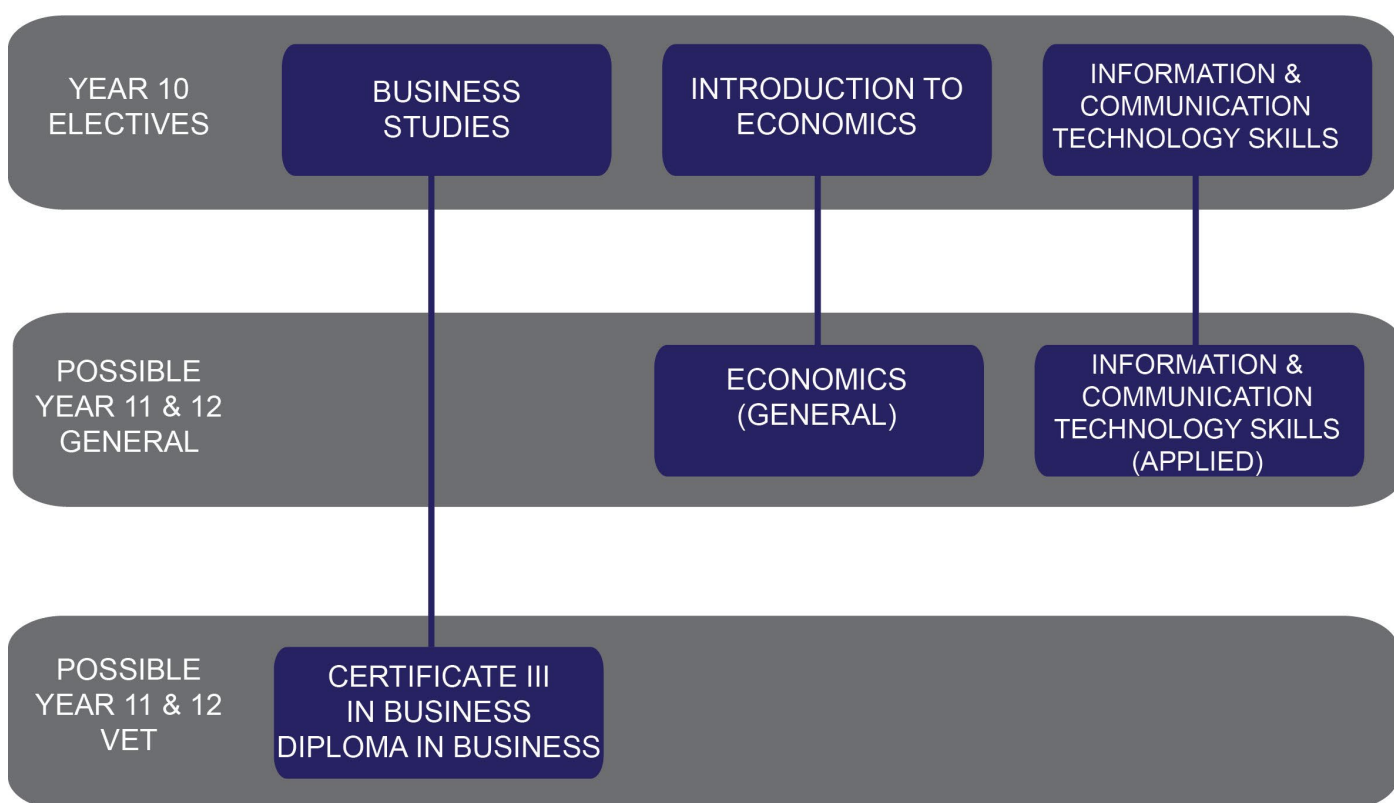 YEAR 10
ELECTIVES
BUSINESS
STUDIES
INTRODUCTION TO
ECONOMICS
INFORMATION &
COMMUNICATION
TECHNOLOGY SKILLS
POSSIBLE
YEAR 11 & 12
GENERAL
ECONOMICS
(GENERAL)
INFORMATION &
COMMUNICATION
TECHNOLOGY SKILLS
(APPLIED)
POSSIBLE
YEAR 11 & 12
VET
CERTIFICATE III
IN BUSINESS
DIPLOMA IN BUSINESS